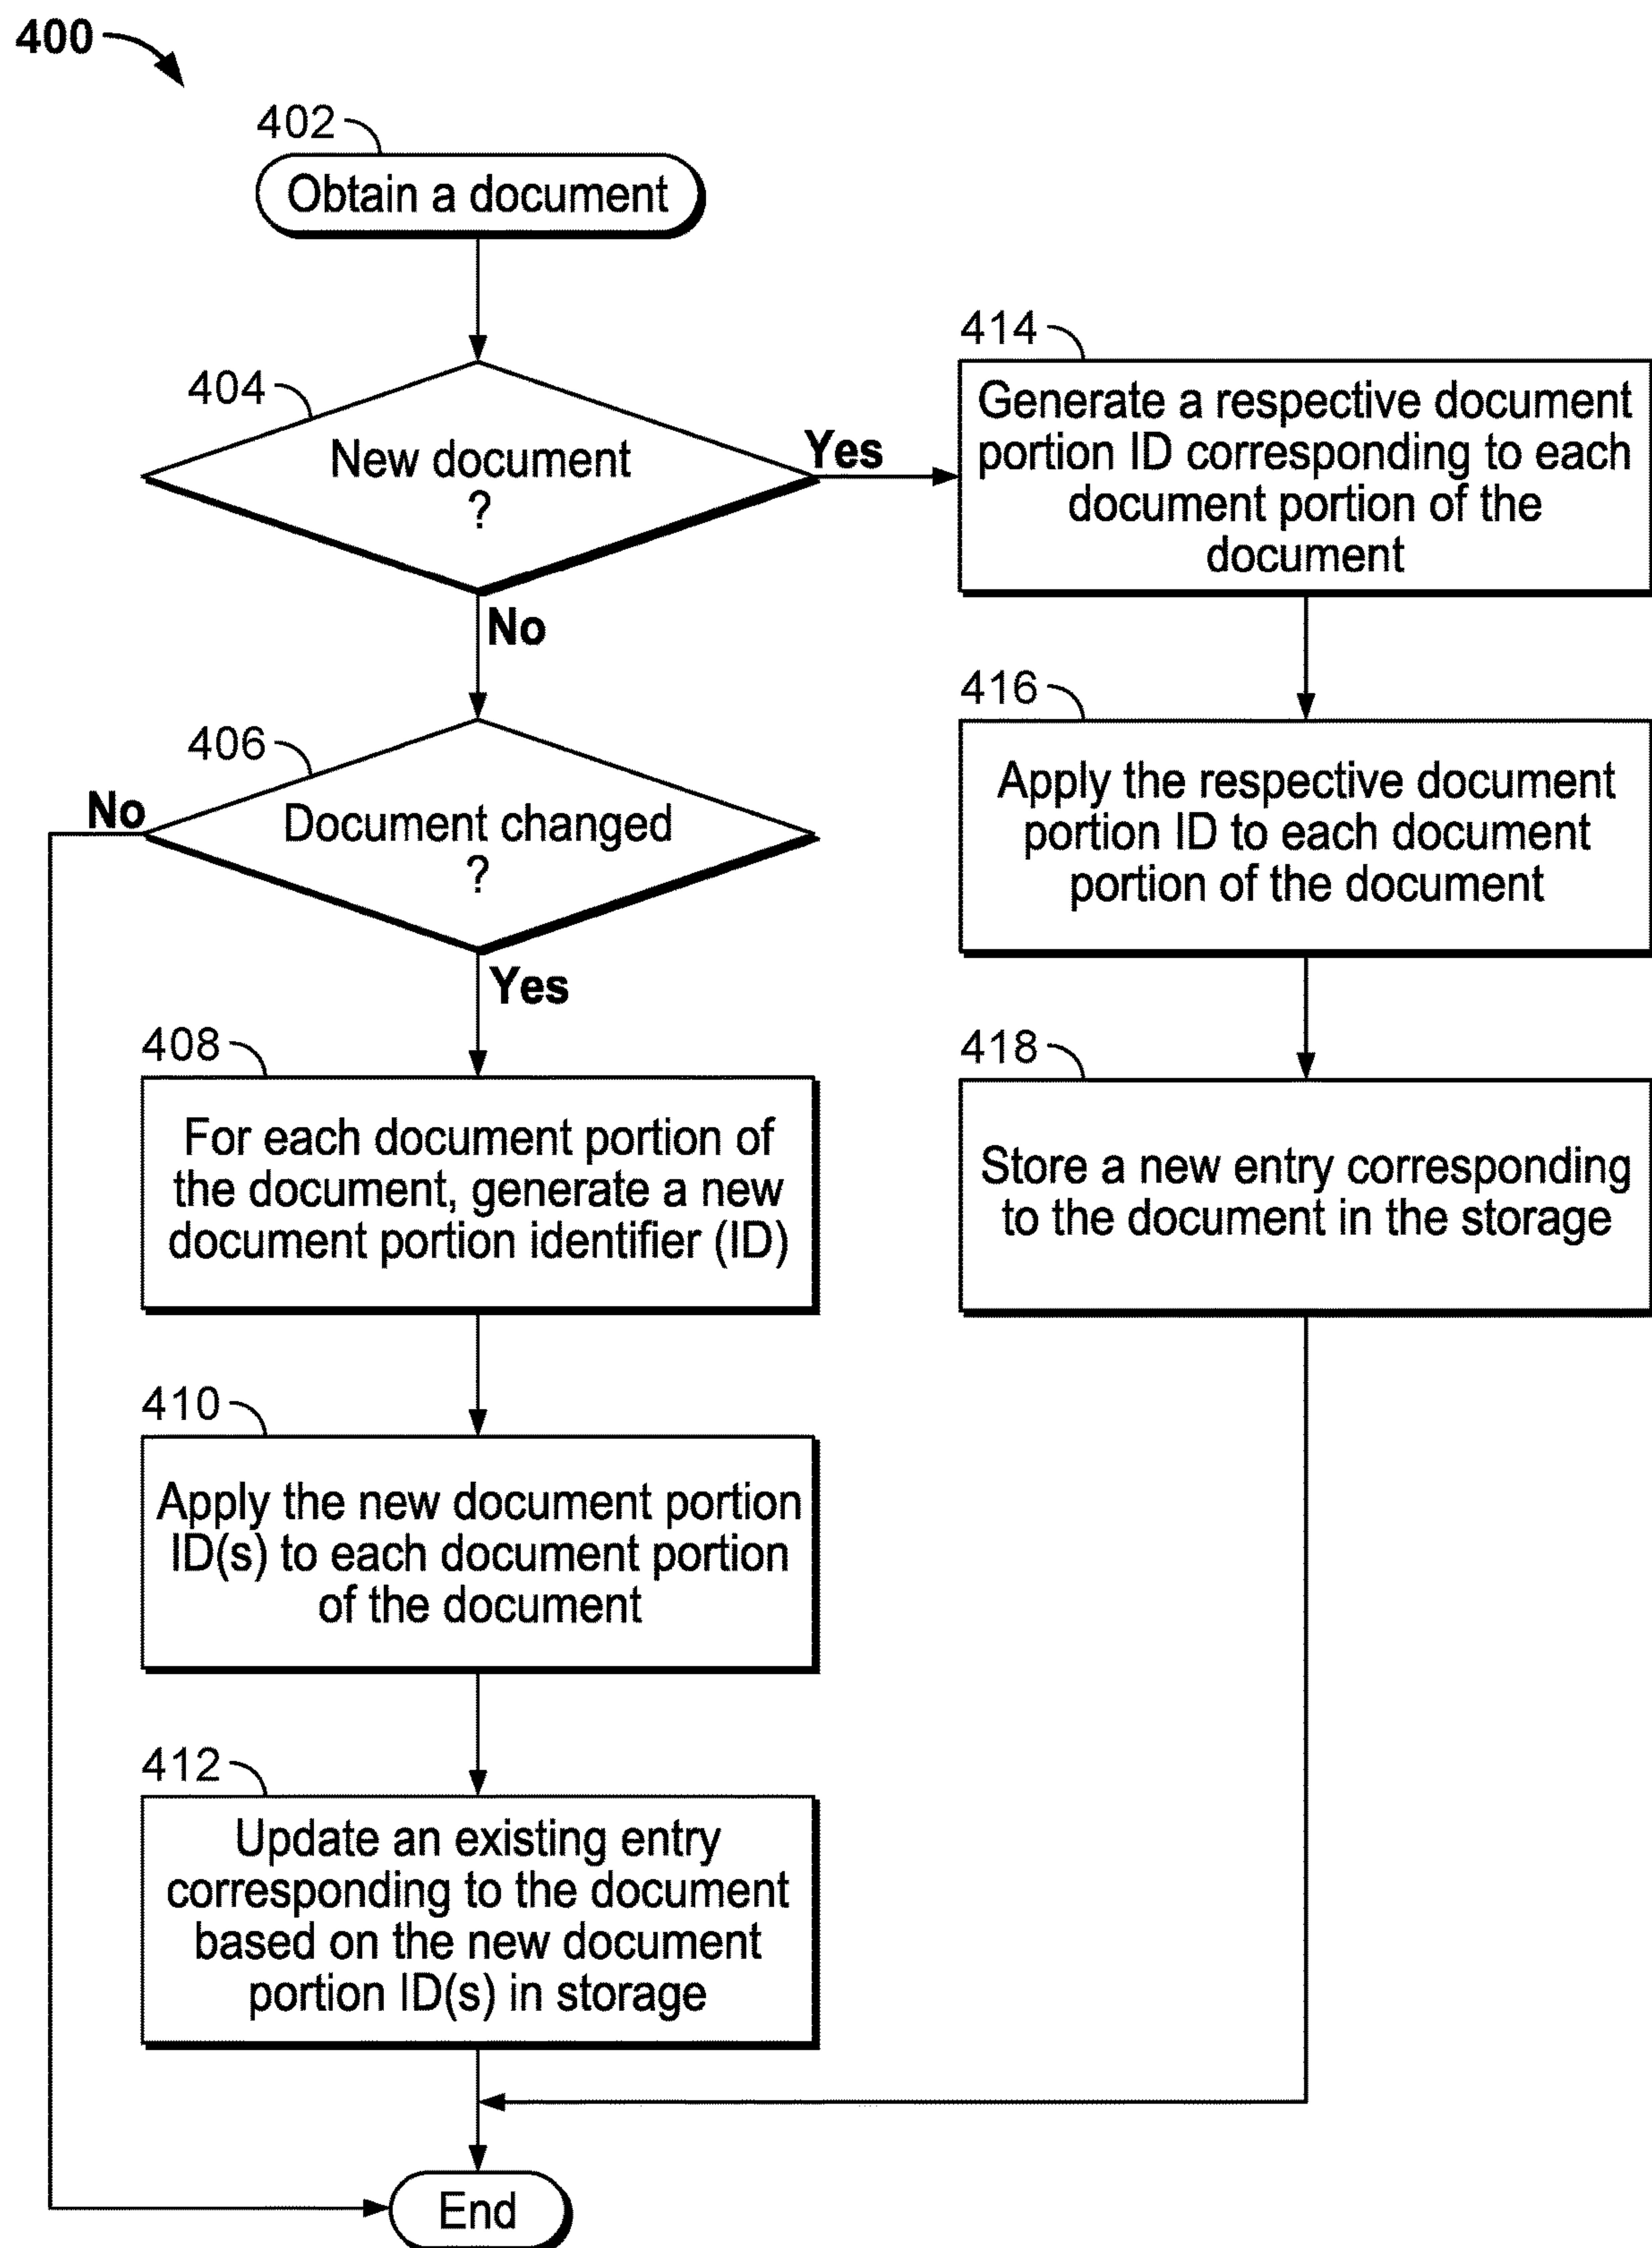 400
402
Obtain a document
404
New document
?
Yes
No
406
Document changed
?
No
Yes
408
For each document portion of
the document, generate a new
document portion identifier (ID)
410
Apply the new document portion
ID(s) to each document portion
of the document
412
Update an existing entry
corresponding to the document
based on the new document
portion ID(s) in storage
414
Generate a respective document
portion ID corresponding to each
document portion of the
document
416
Apply the respective document
portion ID to each document
portion of the document
418
Store a new entry corresponding
to the document in the storage
End